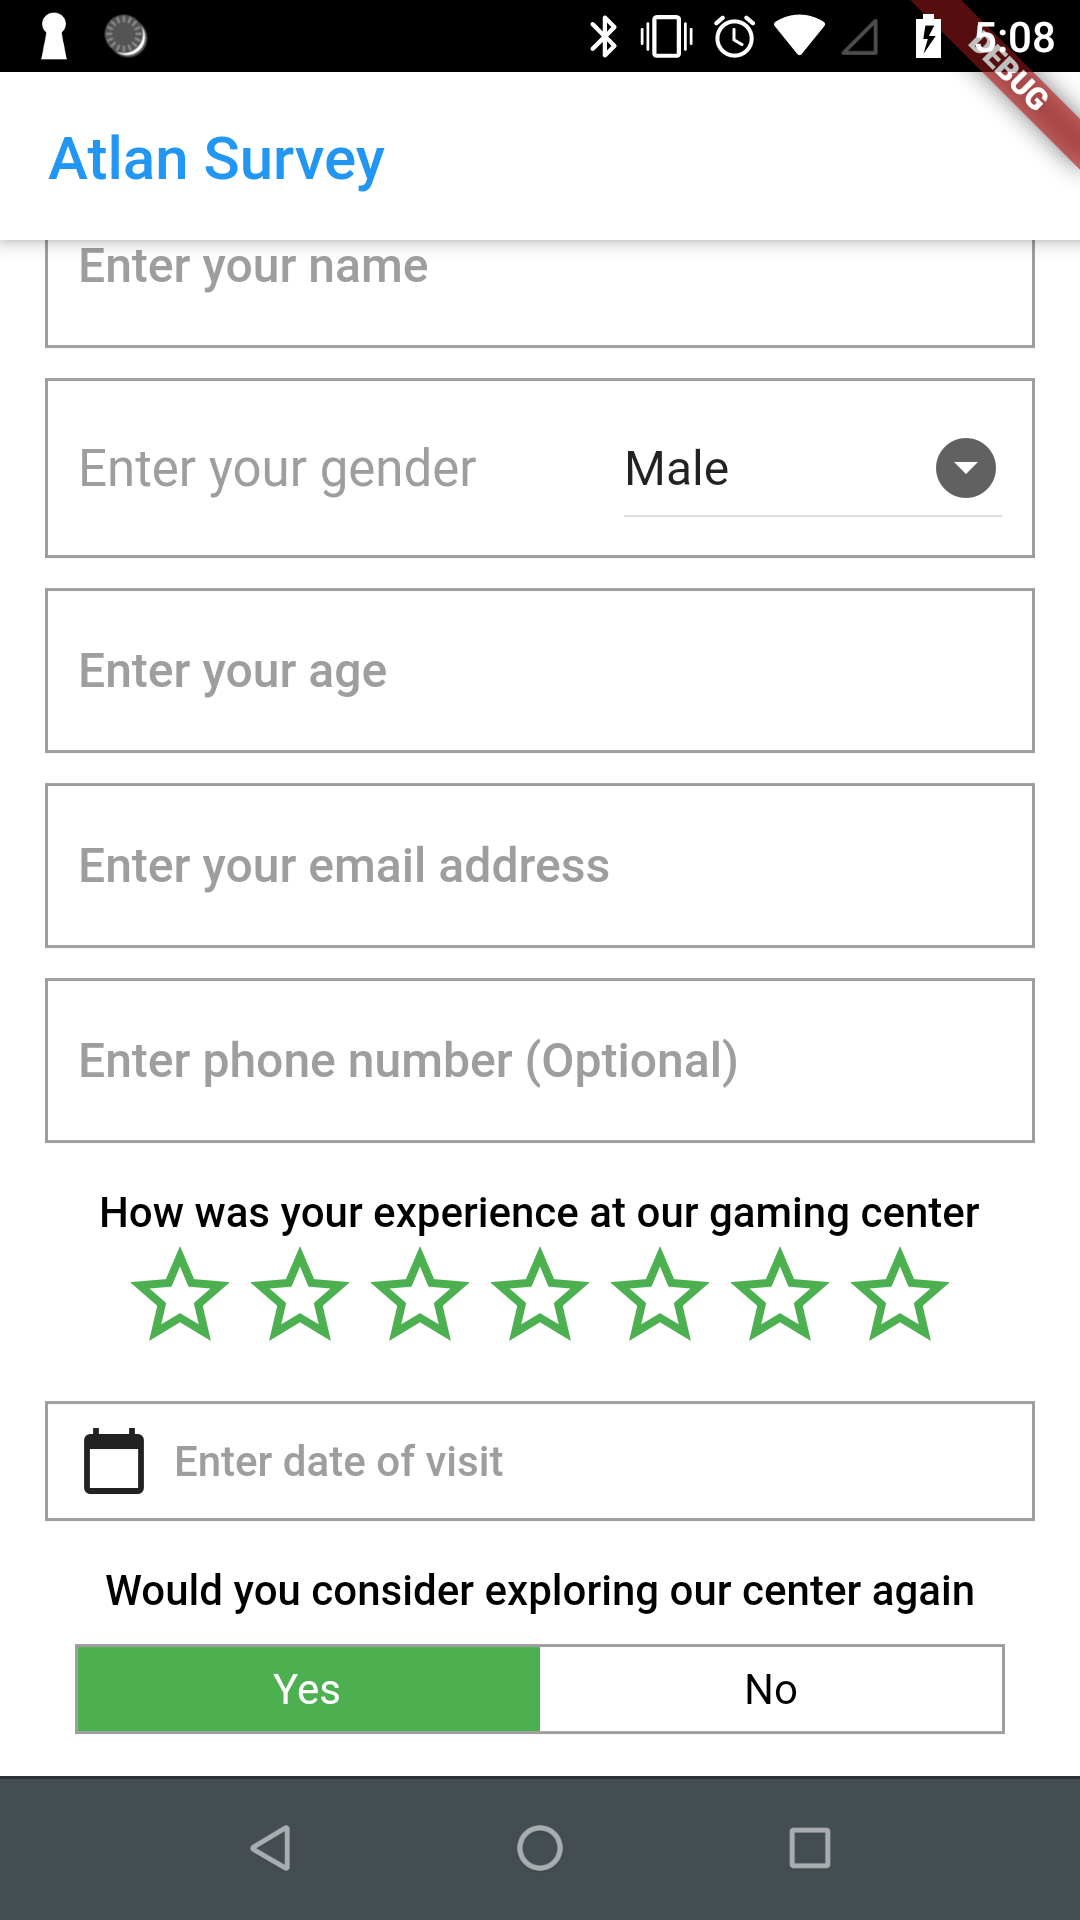 5:08
DEBUG
Atlan Survey
Enter your name
Enter your gender Male
Enter your age
Enter your email address
Enter phone number (Optional)
How was your experience at our gaming center
Enter date of visit
Would you consider exploring our center again
Yes No